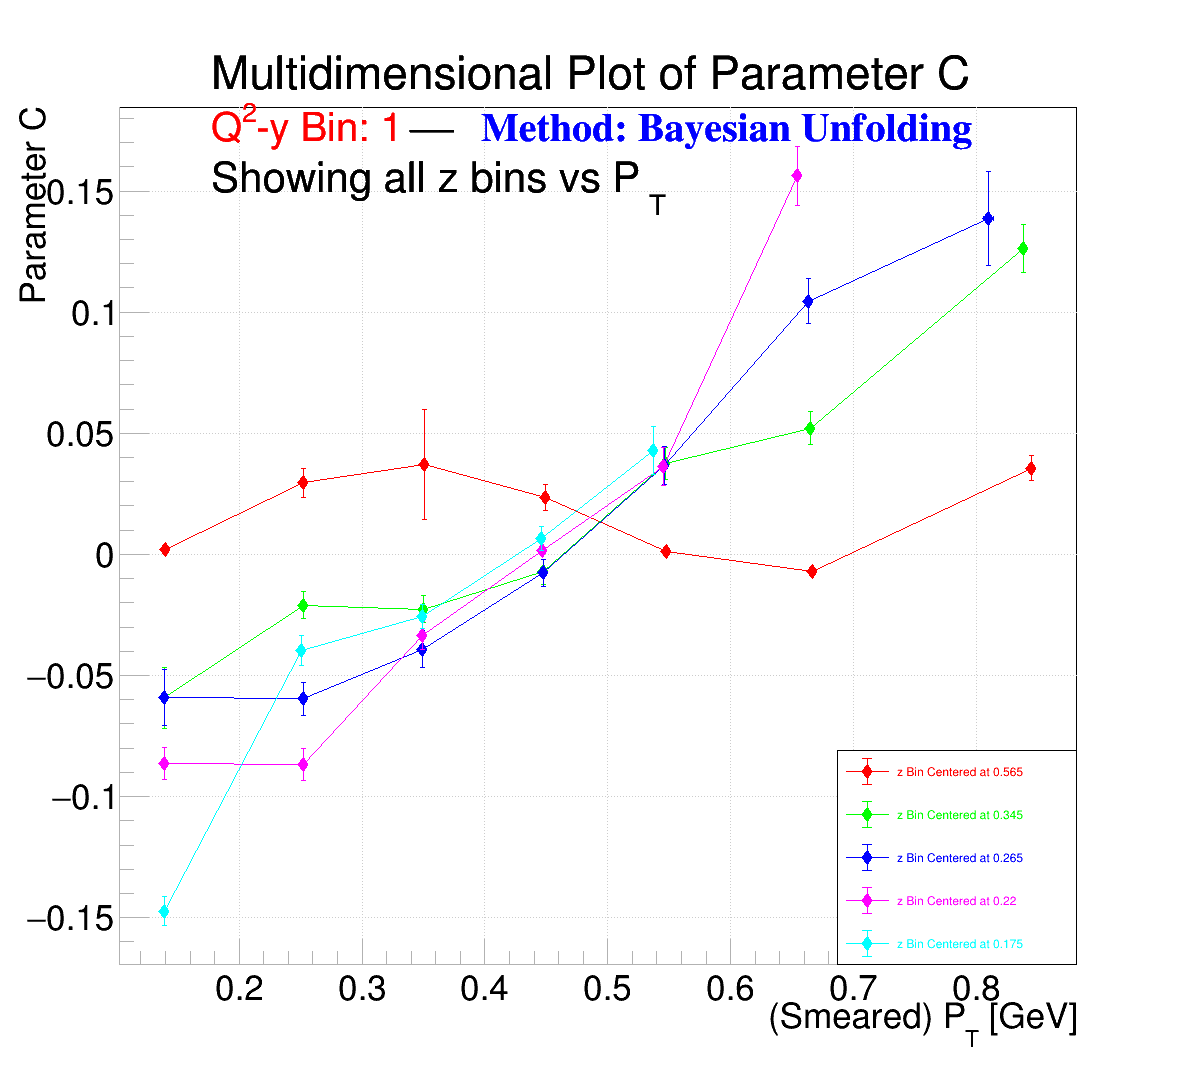 Multidimensional Plot of Parameter C
Q²-y Bin: 1 — Method: Bayesian Unfolding
Showing all z bins vs P_T
Parameter C
0.15
0.1
0.05
0
−0.05
−0.1
−0.15
z Bin Centered at 0.565
z Bin Centered at 0.345
z Bin Centered at 0.265
z Bin Centered at 0.22
z Bin Centered at 0.175
0.2 0.3 0.4 0.5 0.6 0.7 0.8
(Smeared) P_T [GeV]